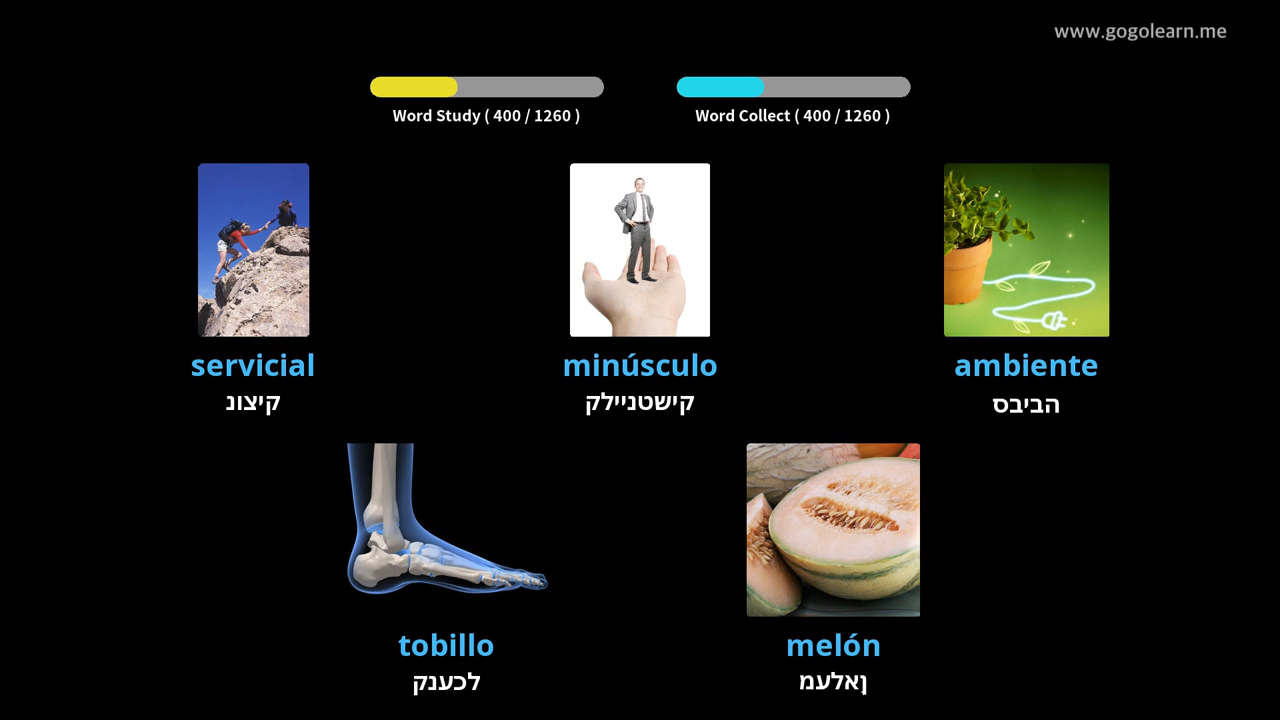 www.gogolearn.me
Word Study ( 400 / 1260 )
Word Collect ( 400 / 1260 )
servicial
קיצונ
minúsculo
קישטניילק
ambiente
הביבס
tobillo
לכענק
melón
ןָאלעמ